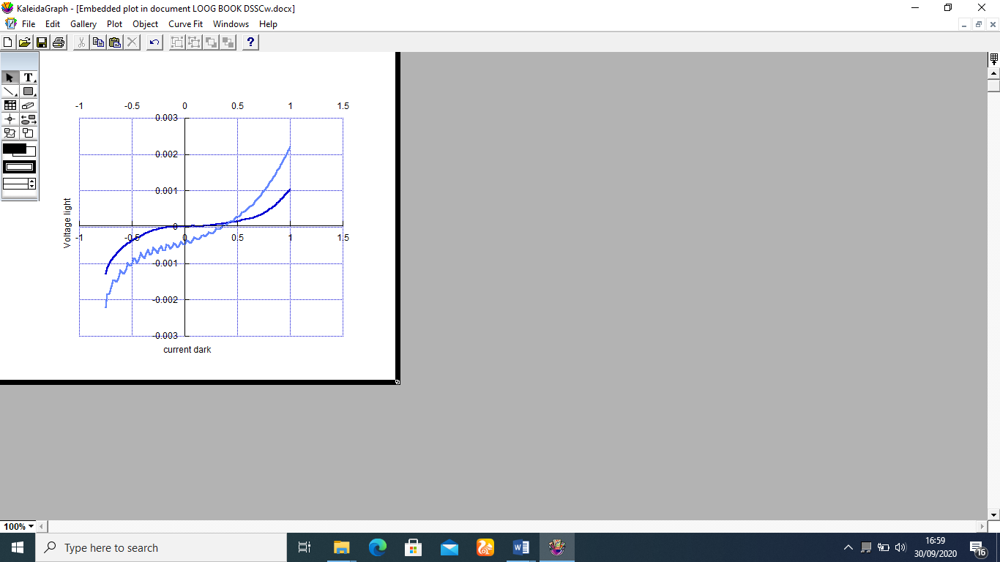 KaleidaGraph - [Embedded plot in document LOOG BOOK DSSCw.docx]
File Edit Gallery Plot Object Curve Fit Windows Help
?
T
-1 -0.5 0 0.5 1 1.5
0.003
0.002
0.001
0
-1 -0.5 0 0.5 1 1.5
-0.001
-0.002
-0.003
Voltage light
current dark
100%
Type here to search
16:59
30/09/2020
16